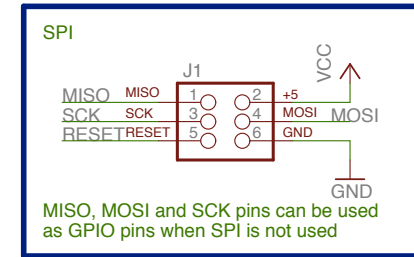 SPI
J1
VCC
MISO MISO 1 2 +5
SCK SCK 3 4 MOSI MOSI
RESET RESET 5 6 GND
GND
MISO, MOSI and SCK pins can be used
as GPIO pins when SPI is not used